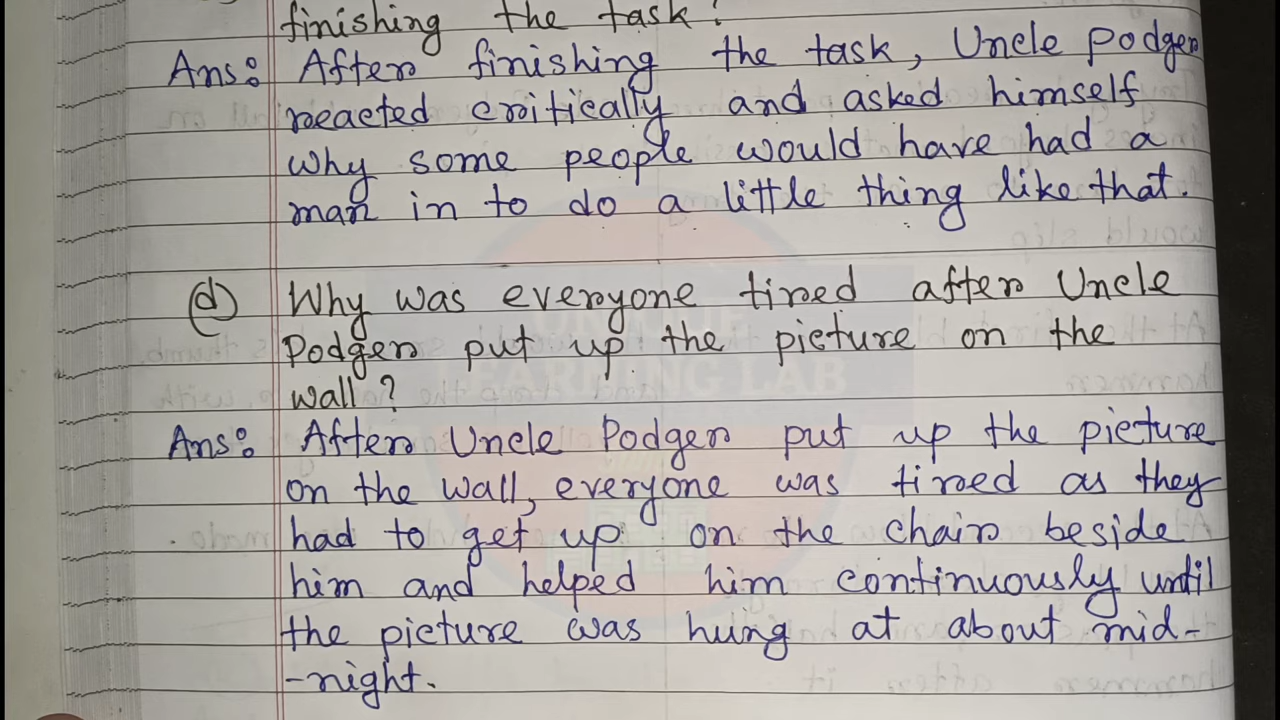 finishing the task?
Ans: After finishing the task, Uncle Podger
reacted critically and asked himself
why some people would have had a
man in to do a little thing like that.
(d) Why was everyone tired after Uncle
Podger put up the picture on the
wall?
Ans: After Uncle Podger put up the picture
on the wall, everyone was tired as they
had to get up on the chair beside
him and helped him continuously until
the picture was hung at about mid-
-night.
UNIQUE
LEARNING LAB